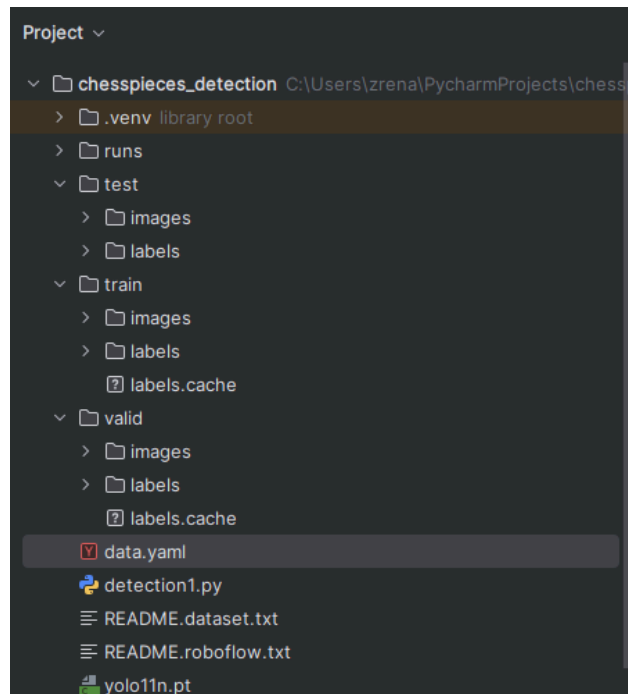 Project
chesspieces_detection C:\Users\zrena\PycharmProjects\chess
.venv library root
runs
test
images
labels
train
images
labels
labels.cache
valid
images
labels
labels.cache
data.yaml
detection1.py
README.dataset.txt
README.roboflow.txt
yolo11n.pt